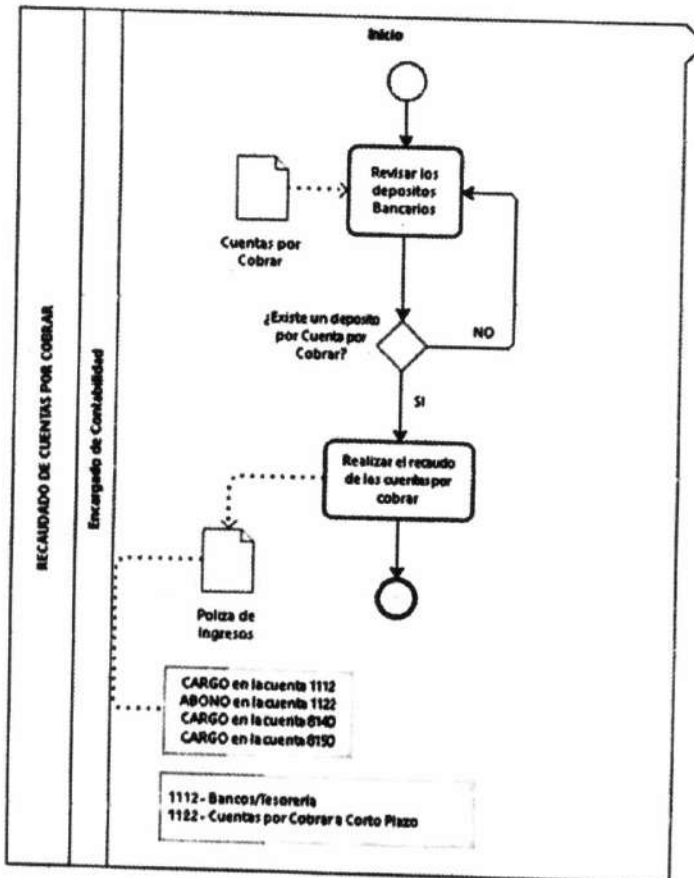 RECAUDADO DE CUENTAS POR COBRAR
Encargado de Contabilidad
Inicio
Revisar los
depositos
Bancarios
Cuentas por
Cobrar
¿Existe un deposito
por Cuenta por
Cobrar?
NO
SI
Realizar el recaudo
de las cuentas por
cobrar
Poliza de
Ingresos
CARGO en la cuenta 1112
ABONO en la cuenta 1122
CARGO en la cuenta 8140
CARGO en la cuenta 8150
1112 - Bancos/Tesorería
1122 - Cuentas por Cobrar a Corto Plazo